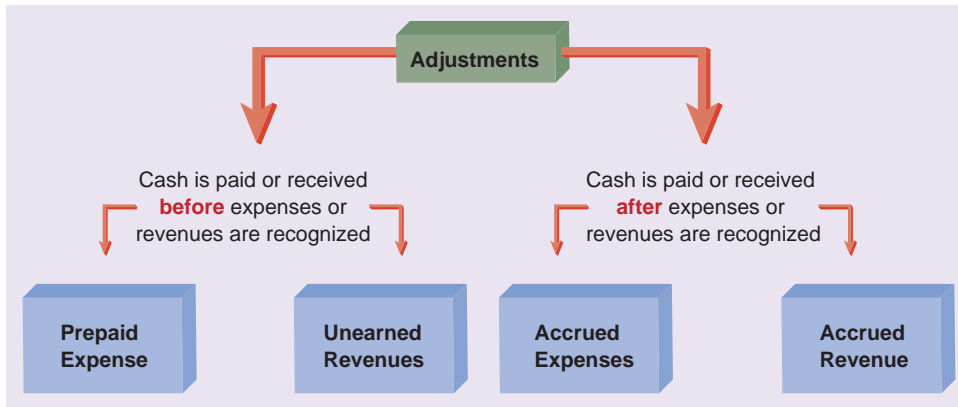 Adjustments
Cash is paid or received
before expenses or
revenues are recognized
Cash is paid or received
after expenses or
revenues are recognized
Prepaid
Expense
Unearned
Revenues
Accrued
Expenses
Accrued
Revenue